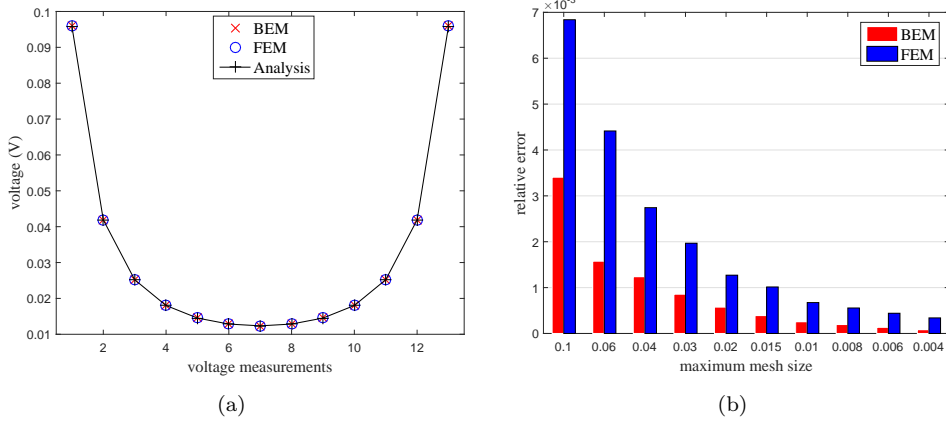 0.1
0.09
0.08
0.07
0.06
0.05
0.04
0.03
0.02
0.01
voltage (V)
BEM
FEM
Analysis
2 4 6 8 10 12
voltage measurements
(a)
×10⁻³
7
6
5
4
3
2
1
0
relative error
BEM
FEM
0.1 0.06 0.04 0.03 0.02 0.015 0.01 0.008 0.006 0.004
maximum mesh size
(b)